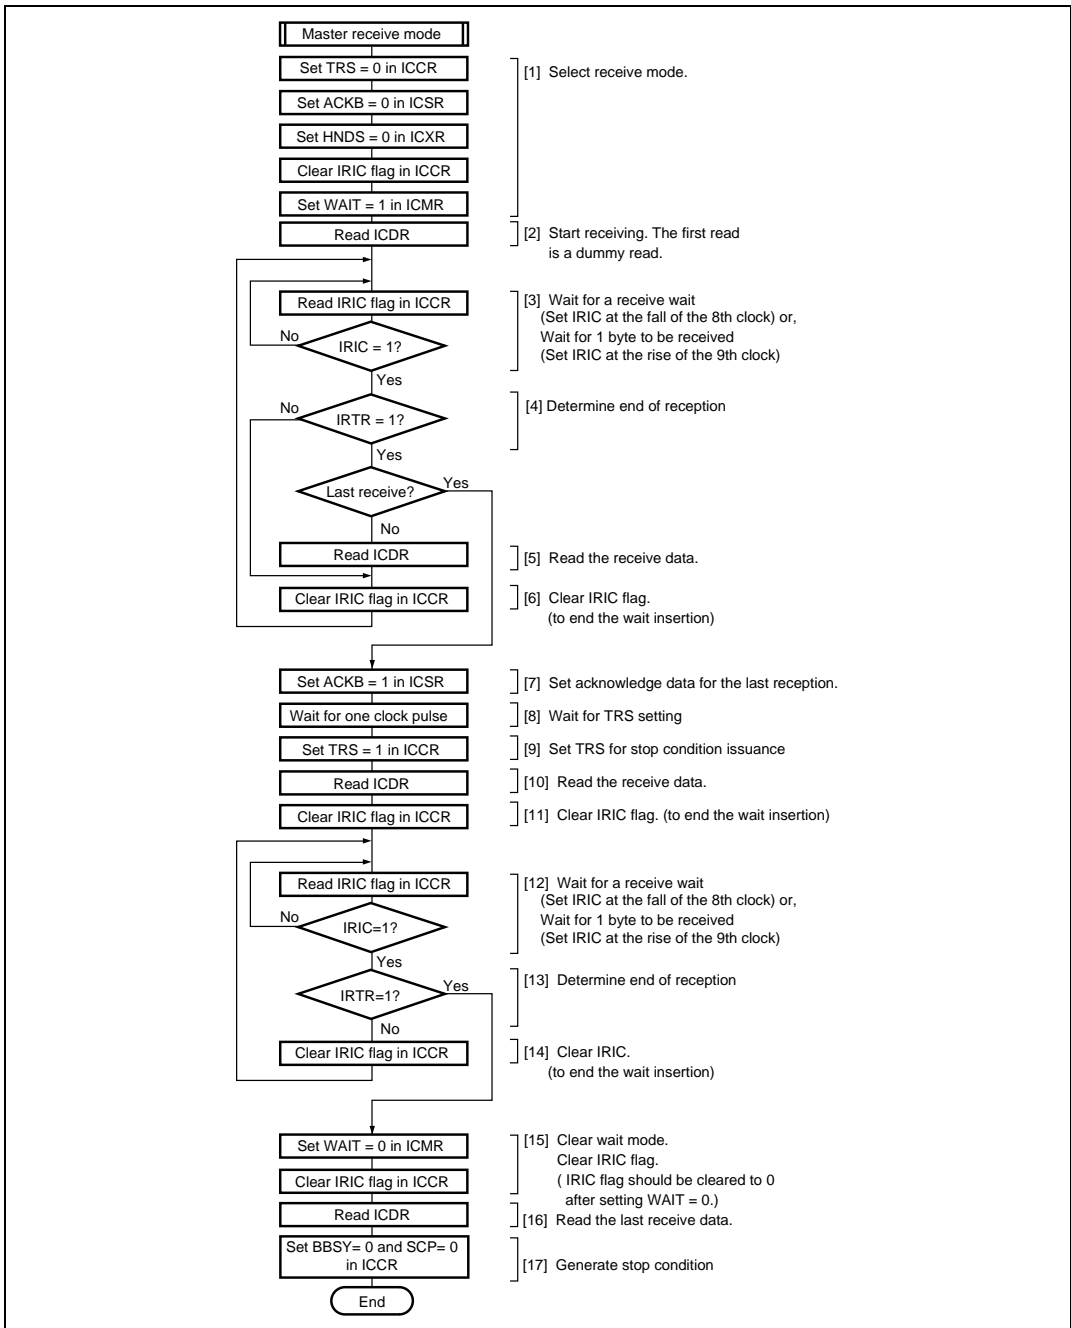 Master receive mode
Set TRS = 0 in ICCR
[1] Select receive mode.
Set ACKB = 0 in ICSR
Set HNDS = 0 in ICXR
Clear IRIC flag in ICCR
Set WAIT = 1 in ICMR
Read ICDR
[2] Start receiving. The first read
is a dummy read.
Read IRIC flag in ICCR
[3] Wait for a receive wait
(Set IRIC at the fall of the 8th clock) or,
Wait for 1 byte to be received
(Set IRIC at the rise of the 9th clock)
No
IRIC = 1?
Yes
No
IRTR = 1?
[4] Determine end of reception
Yes
Last receive?
Yes
No
Read ICDR
[5] Read the receive data.
Clear IRIC flag in ICCR
[6] Clear IRIC flag.
(to end the wait insertion)
Set ACKB = 1 in ICSR
[7] Set acknowledge data for the last reception.
Wait for one clock pulse
[8] Wait for TRS setting
Set TRS = 1 in ICCR
[9] Set TRS for stop condition issuance
Read ICDR
[10] Read the receive data.
Clear IRIC flag in ICCR
[11] Clear IRIC flag. (to end the wait insertion)
Read IRIC flag in ICCR
[12] Wait for a receive wait
(Set IRIC at the fall of the 8th clock) or,
Wait for 1 byte to be received
(Set IRIC at the rise of the 9th clock)
No
IRIC=1?
Yes
IRTR=1?
Yes
[13] Determine end of reception
No
Clear IRIC flag in ICCR
[14] Clear IRIC.
(to end the wait insertion)
Set WAIT = 0 in ICMR
[15] Clear wait mode.
Clear IRIC flag.
( IRIC flag should be cleared to 0
after setting WAIT = 0.)
Clear IRIC flag in ICCR
Read ICDR
[16] Read the last receive data.
Set BBSY= 0 and SCP= 0
in ICCR
[17] Generate stop condition
End